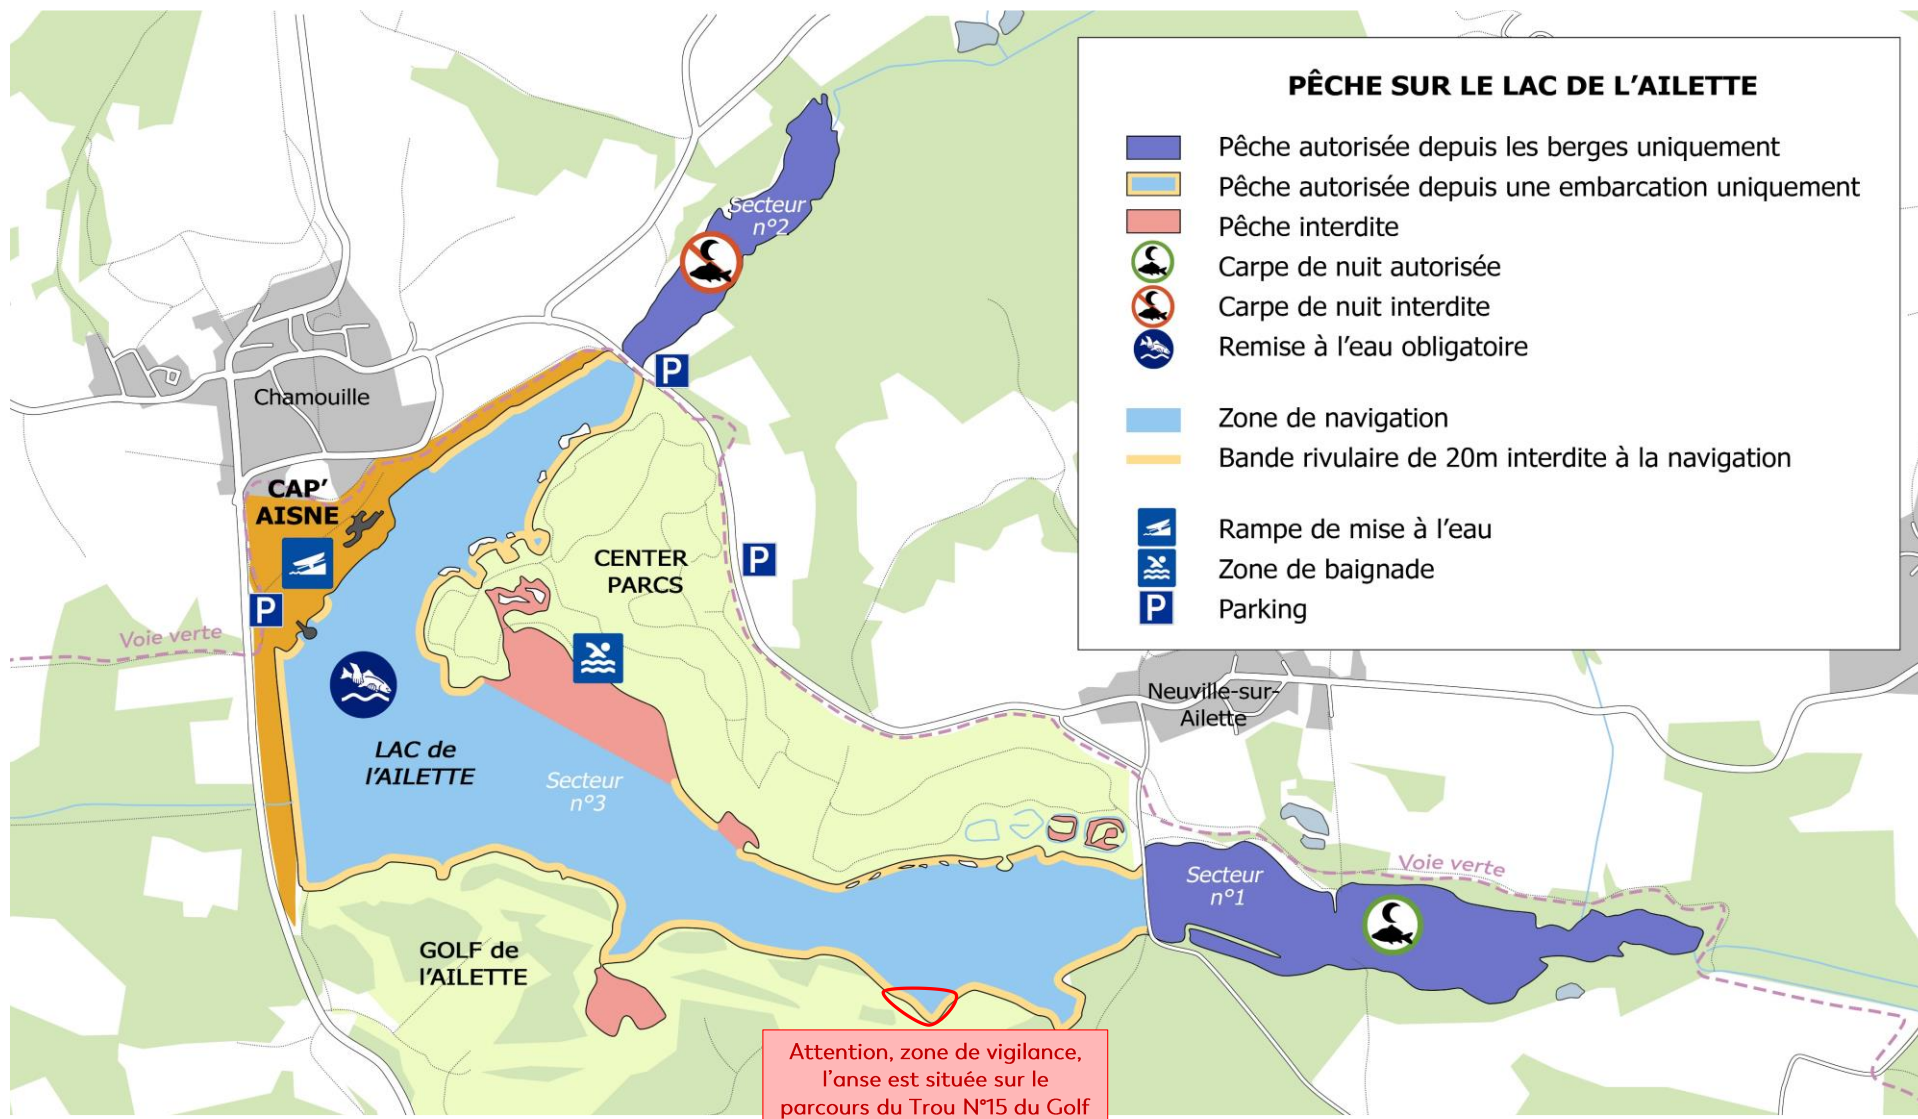 PÊCHE SUR LE LAC DE L'AILETTE
Pêche autorisée depuis les berges uniquement
Pêche autorisée depuis une embarcation uniquement
Pêche interdite
Carpe de nuit autorisée
Carpe de nuit interdite
Remise à l'eau obligatoire
Zone de navigation
Bande rivulaire de 20m interdite à la navigation
Rampe de mise à l'eau
Zone de baignade
P Parking
Secteur
n°2
P
Chamouille
CAP'
AISNE
CENTER
PARCS
P
P
Voie verte
LAC de
l'AILETTE
Secteur
n°3
Neuville-sur-
Ailette
Voie verte
Secteur
n°1
GOLF de
l'AILETTE
Attention, zone de vigilance,
l'anse est située sur le
parcours du Trou N°15 du Golf